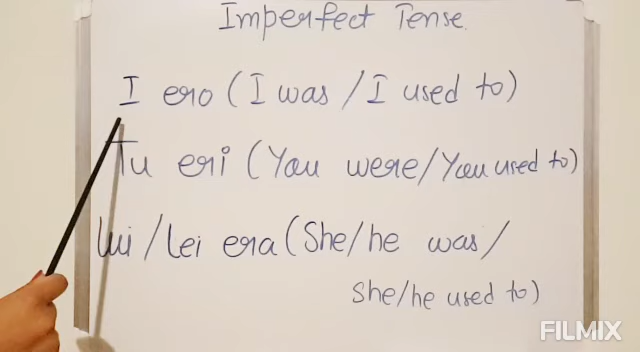 Imperfect Tense.
I ero (I was / I used to)
Tu eri (You were/You used to)
lui/lei era (She/he was/
She/he used to)
FILMIX